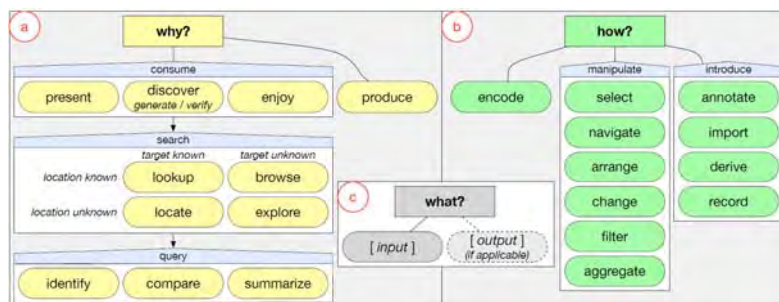 a
why?
consume
present
discover
generate / verify
enjoy
produce
search
target known
target unknown
location known
lookup
browse
location unknown
locate
explore
query
identify
compare
summarize
b
how?
encode
manipulate
select
navigate
arrange
change
filter
aggregate
introduce
annotate
import
derive
record
c
what?
[ input ]
[ output ]
(if applicable)